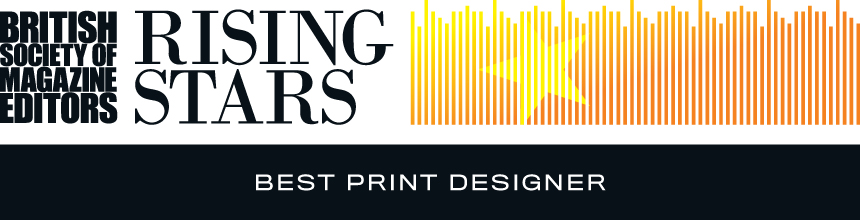 BRITISH
SOCIETY OF
MAGAZINE
EDITORS
RISING
STARS
BEST PRINT DESIGNER